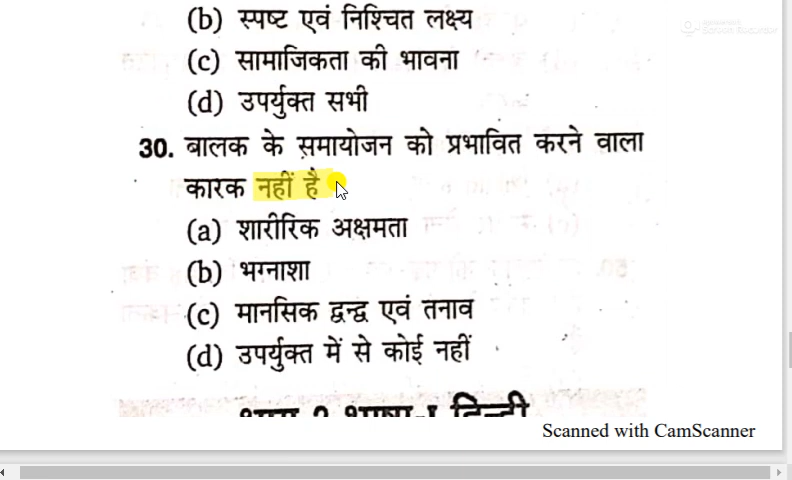 (b) स्पष्ट एवं निश्चित लक्ष्य
(c) सामाजिकता की भावना
(d) उपर्युक्त सभी
30. बालक के समायोजन को प्रभावित करने वाला
कारक नहीं है
(a) शारीरिक अक्षमता
(b) भग्नाशा
(c) मानसिक द्वन्द्व एवं तनाव
(d) उपर्युक्त में से कोई नहीं
Scanned with CamScanner